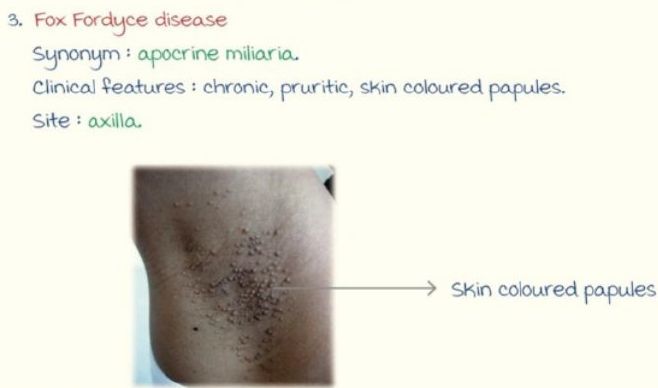 3. Fox Fordyce disease
Synonym : apocrine miliaria.
Clinical features : chronic, pruritic, skin coloured papules.
Site : axilla.
Skin coloured papules